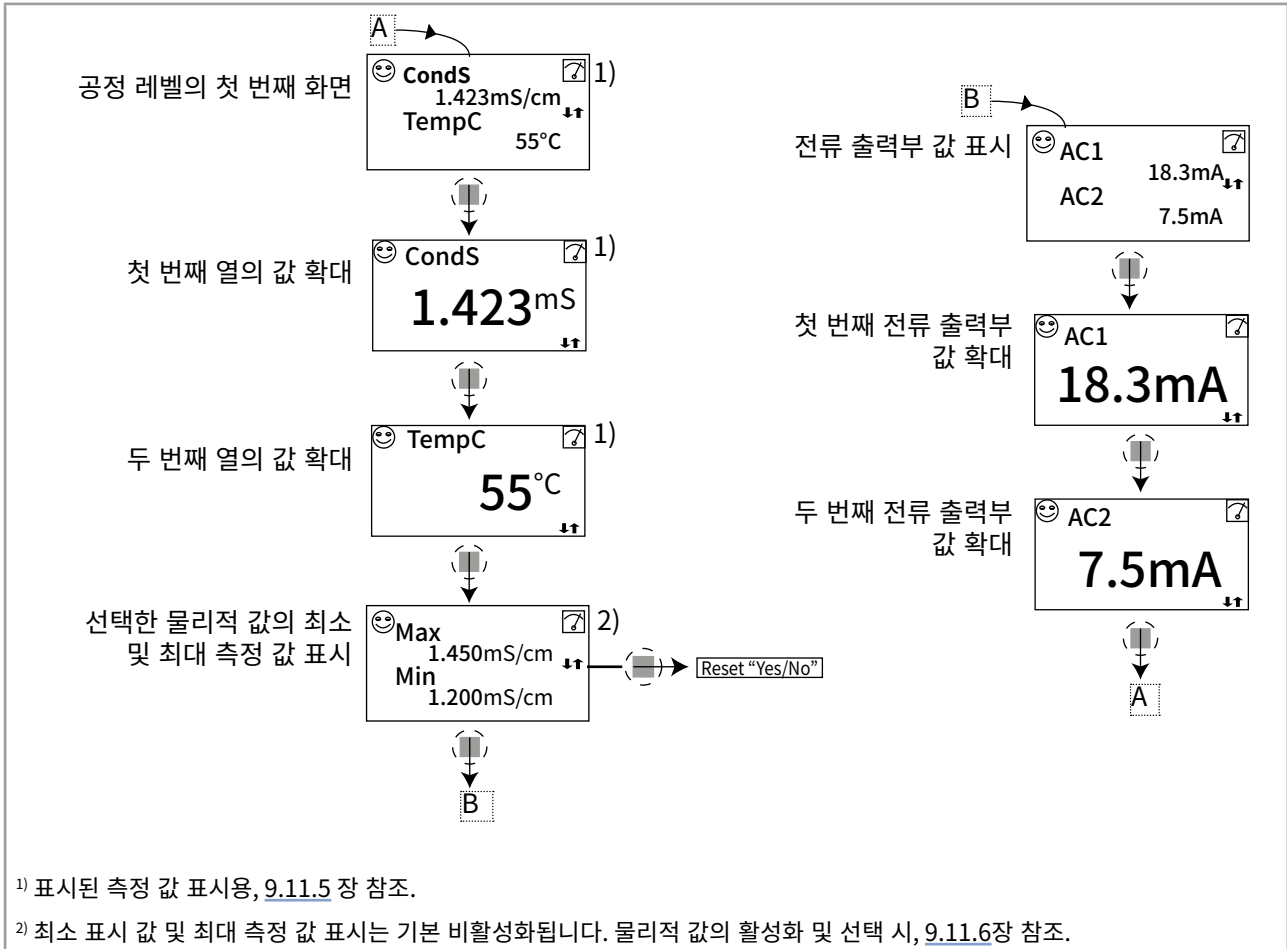 A
공정 레벨의 첫 번째 화면
CondS
1)
1.423mS/cm
TempC
55°C
첫 번째 열의 값 확대
CondS
1)
1.423mS
두 번째 열의 값 확대
TempC
1)
55°C
선택한 물리적 값의 최소
및 최대 측정 값 표시
Max
2)
1.450mS/cm
Min
1.200mS/cm
Reset “Yes/No”
B
B
전류 출력부 값 표시
AC1
18.3mA
AC2
7.5mA
첫 번째 전류 출력부
값 확대
AC1
18.3mA
두 번째 전류 출력부
값 확대
AC2
7.5mA
A
1) 표시된 측정 값 표시용, 9.11.5 장 참조.
2) 최소 표시 값 및 최대 측정 값 표시는 기본 비활성화됩니다. 물리적 값의 활성화 및 선택 시, 9.11.6장 참조.